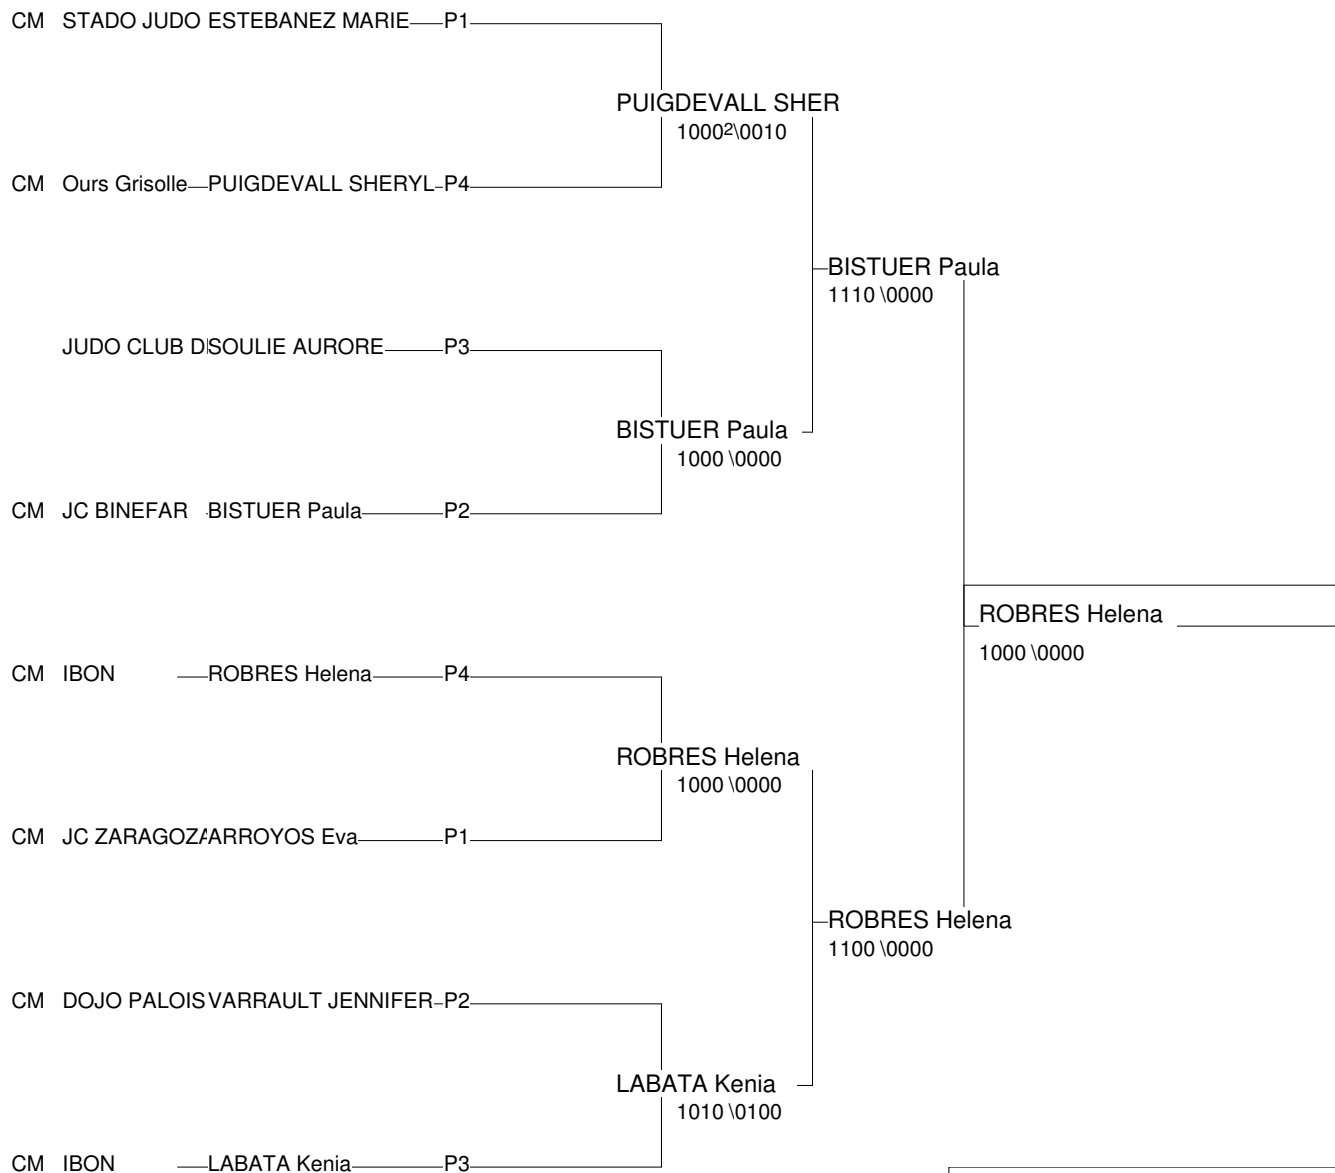 CM STADO JUDO ESTEBANEZ MARIE P1
PUIGDEVALL SHER
1000²\0010
CM Ours Grisolle PUIGDEVALL SHERYL P4
BISTUER Paula
1110 \0000
JUDO CLUB D SOULIE AURORE P3
BISTUER Paula
1000 \0000
CM JC BINEFAR BISTUER Paula P2
ROBRES Helena
1000 \0000
CM IBON ROBRES Helena P4
ROBRES Helena
1000 \0000
CM JC ZARAGOZA ARROYOS Eva P1
ROBRES Helena
1100 \0000
CM DOJO PALOIS VARRAULT JENNIFER P2
LABATA Kenia
1010 \0100
CM IBON LABATA Kenia P3